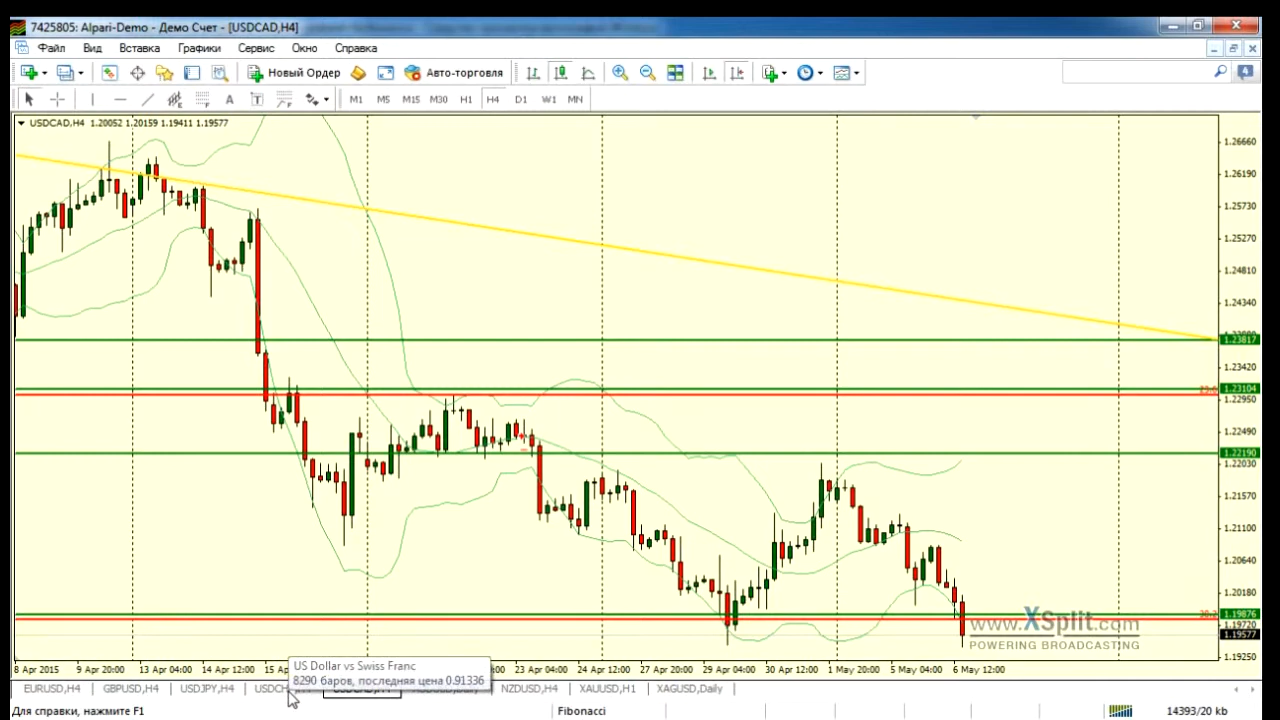 7425805: Alpari-Demo - Демо Счет - [USDCAD,H4]
Файл Вид Вставка Графики Сервис Окно Справка
Новый Ордер Авто-торговля 4
A T M1 M5 M15 M30 H1 H4 D1 W1 MN
USDCAD,H4 1.20052 1.20159 1.19411 1.19577
1.26660
1.26190
1.25730
1.25270
1.24810
1.24340
1.23817
1.23420
23.6 1.23104
1.22950
1.22490
1.22190
1.22030
1.21570
1.21100
1.20640
1.20180
38.2 1.19876
1.19720
1.19577
1.19250
www.XSplit.com
POWERING BROADCASTING
8 Apr 2015 9 Apr 20:00 13 Apr 04:00 14 Apr 12:00 15 23 Apr 04:00 24 Apr 12:00 27 Apr 20:00 29 Apr 04:00 30 Apr 12:00 1 May 20:00 5 May 04:00 6 May 12:00
US Dollar vs Swiss Franc
8290 баров, последняя цена 0.91336
EURUSD,H4 GBPUSD,H4 USDJPY,H4 NZDUSD,H4 XAUUSD,H1 XAGUSD,Daily
Для справки, нажмите F1 Fibonacci 14393/20 kb